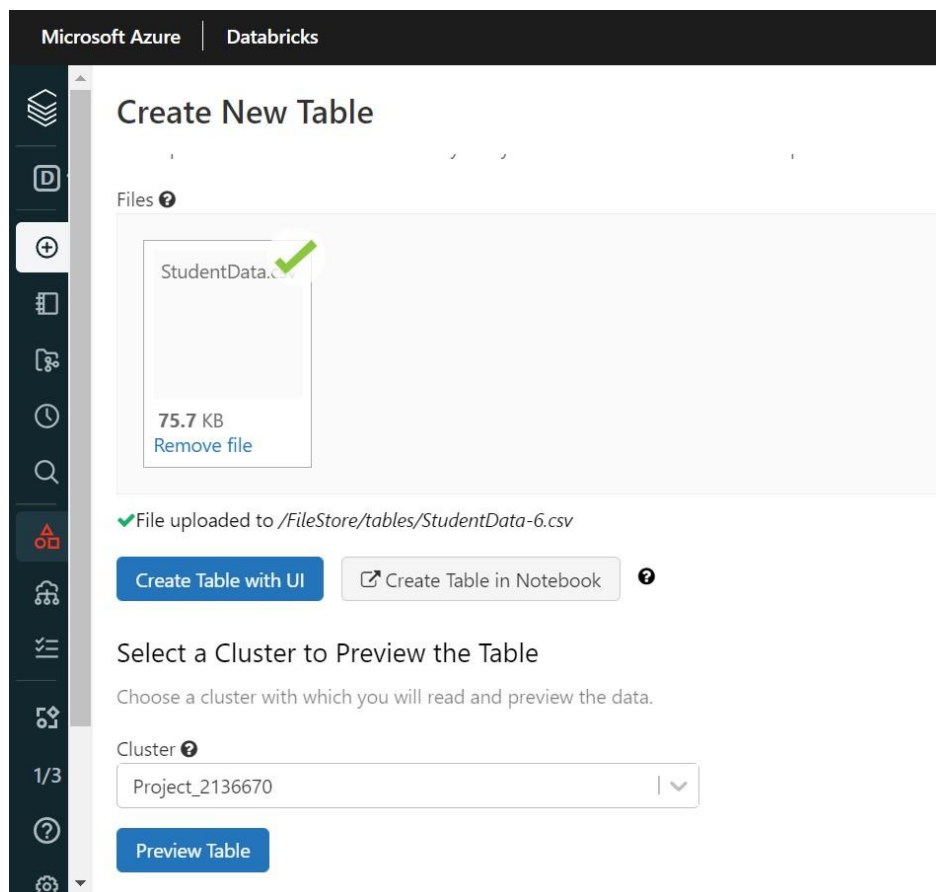 Microsoft Azure Databricks
Create New Table
D
Files
StudentData.csv
75.7 KB
Remove file
File uploaded to /FileStore/tables/StudentData-6.csv
Create Table with UI Create Table in Notebook
Select a Cluster to Preview the Table
Choose a cluster with which you will read and preview the data.
1/3
Cluster
Project_2136670
Preview Table